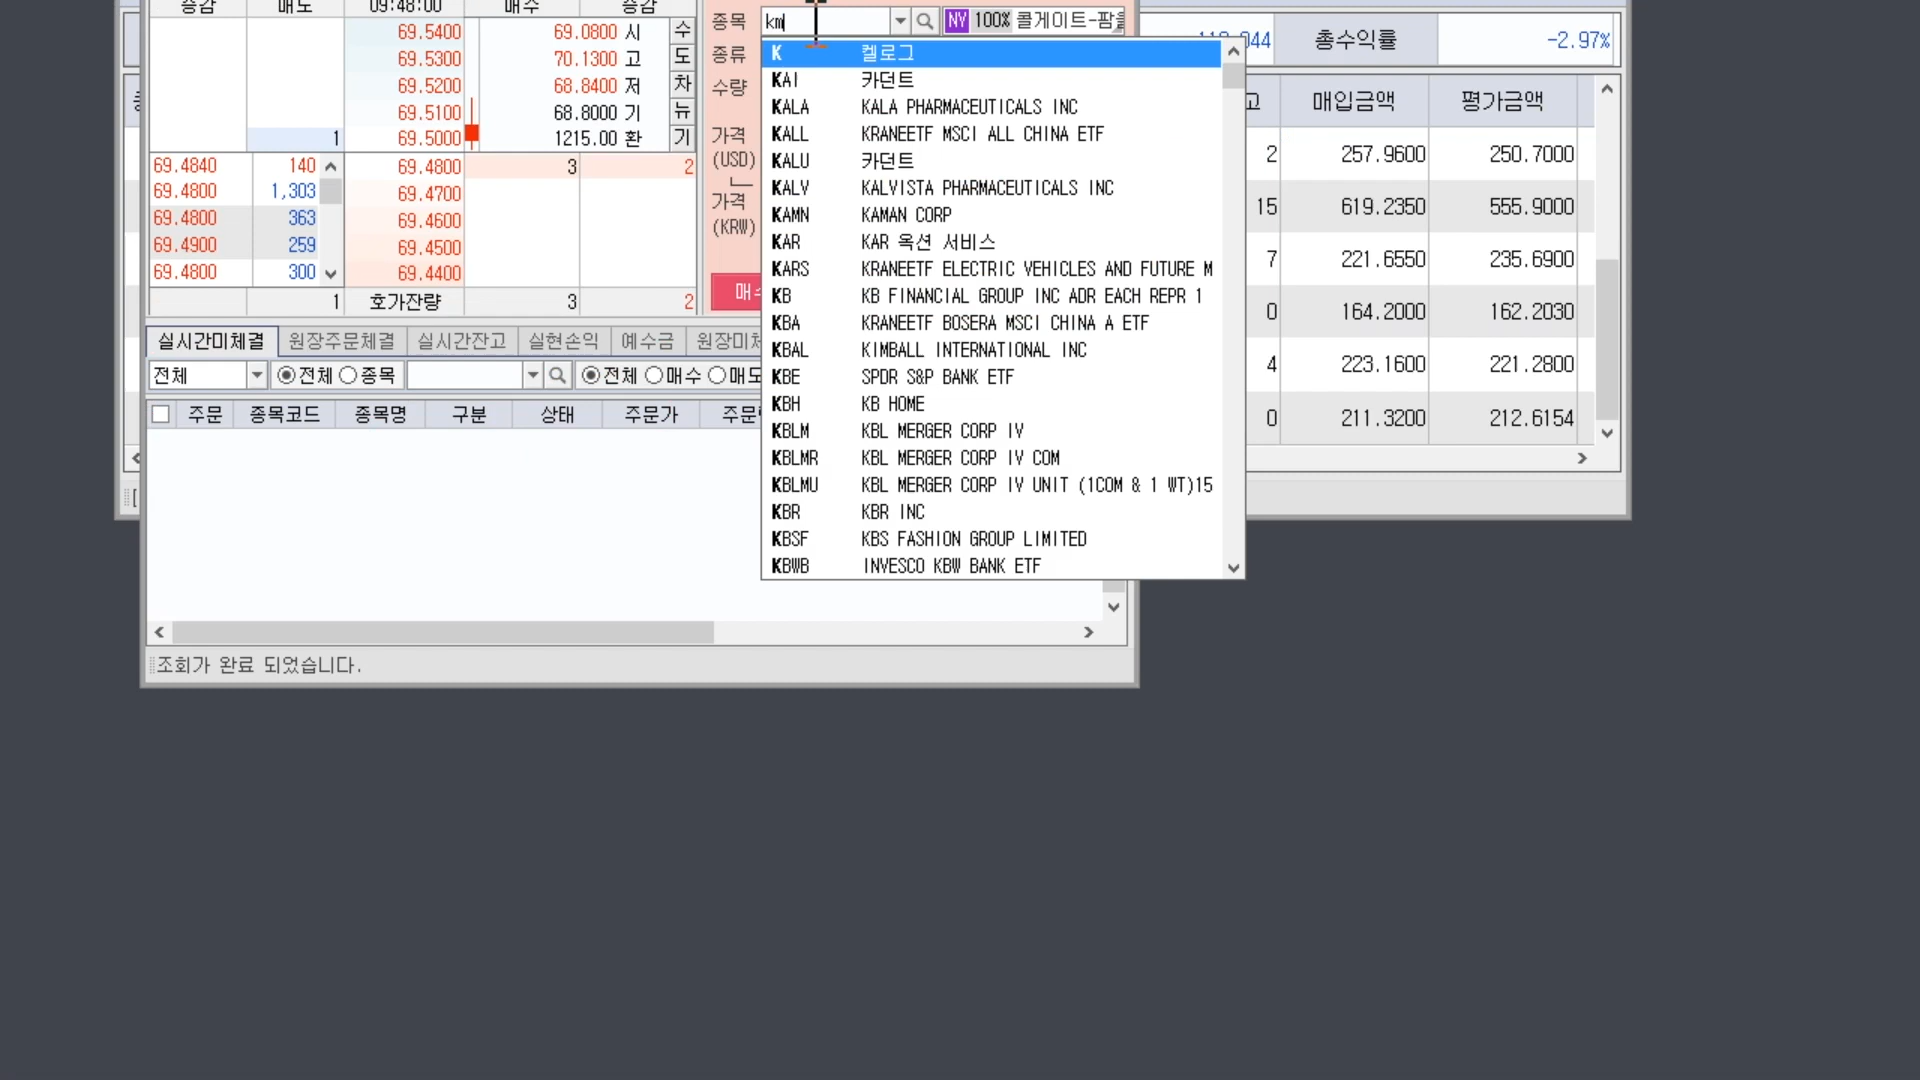 증감 매도 09:48:00 매수 증감
69.5400 69.0800 시 수
69.5300 70.1300 고 도
69.5200 68.8400 저 차
69.5100 68.8000 기 뉴
1 69.5000 1215.00 환 기
69.4840 140 69.4800 3 2
69.4800 1,303 69.4700
69.4800 363 69.4600
69.4900 259 69.4500
69.4800 300 69.4400
1 호가잔량 3 2
종목 km NY 100% 콜게이트-팜
종류
수량
가격
(USD)
가격
(KRW)
K 켈로그
KAI 카던트
KALA KALA PHARMACEUTICALS INC
KALL KRANEETF MSCI ALL CHINA ETF
KALU 카던트
KALV KALVISTA PHARMACEUTICALS INC
KAMN KAMAN CORP
KAR KAR 옥션 서비스
KARS KRANEETF ELECTRIC VEHICLES AND FUTURE M
KB KB FINANCIAL GROUP INC ADR EACH REPR 1
KBA KRANEETF BOSERA MSCI CHINA A ETF
KBAL KIMBALL INTERNATIONAL INC
KBE SPDR S&P BANK ETF
KBH KB HOME
KBLM KBL MERGER CORP IV
KBLMR KBL MERGER CORP IV COM
KBLMU KBL MERGER CORP IV UNIT (1COM & 1 WT)15
KBR KBR INC
KBSF KBS FASHION GROUP LIMITED
KBWB INVESCO KBW BANK ETF
044 총수익률 -2.97%
고 매입금액 평가금액
2 257.9600 250.7000
15 619.2350 555.9000
7 221.6550 235.6900
0 164.2000 162.2030
4 223.1600 221.2800
0 211.3200 212.6154
실시간미체결 원장주문체결 실시간잔고 실현손익 예수금 원장미체
전체 전체 종목 전체 매수 매도
주문 종목코드 종목명 구분 상태 주문가 주문
조회가 완료 되었습니다.